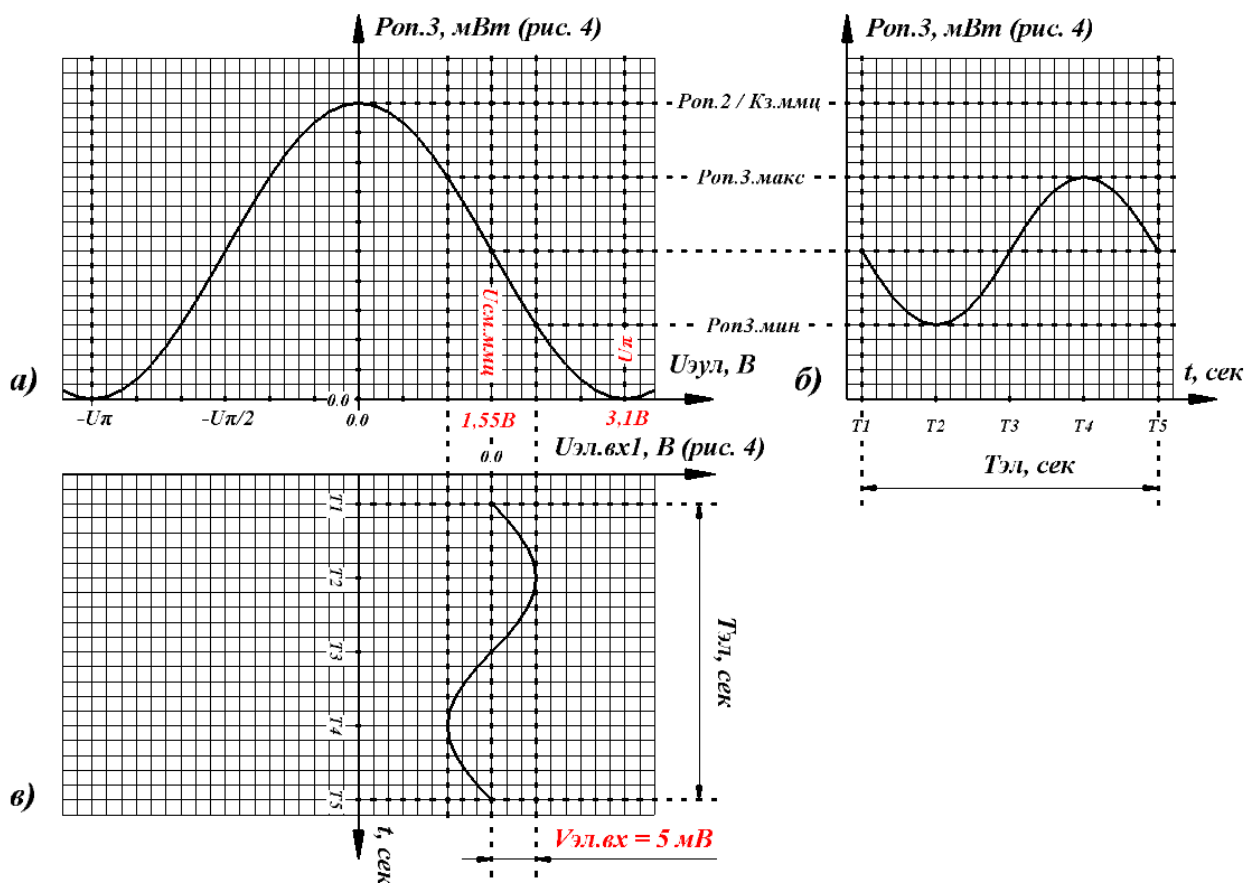 Pоп.3, мВт (рис. 4)
Pоп.3, мВт (рис. 4)
Pоп.2 / Kз.ммц
Pоп.3.макс
Uсм.ммц
Uπ
Pоп3.мин
а)
Uэул, В
б)
t, сек
0.0
-Uπ
-Uπ/2
0.0
1,55В
3,1В
T1
T2
T3
T4
T5
0.0
Uэл.вх1, В (рис. 4)
Tэл, сек
T1
T2
T3
T4
T5
Tэл, сек
в)
t, сек
Vэл.вх = 5 мВ